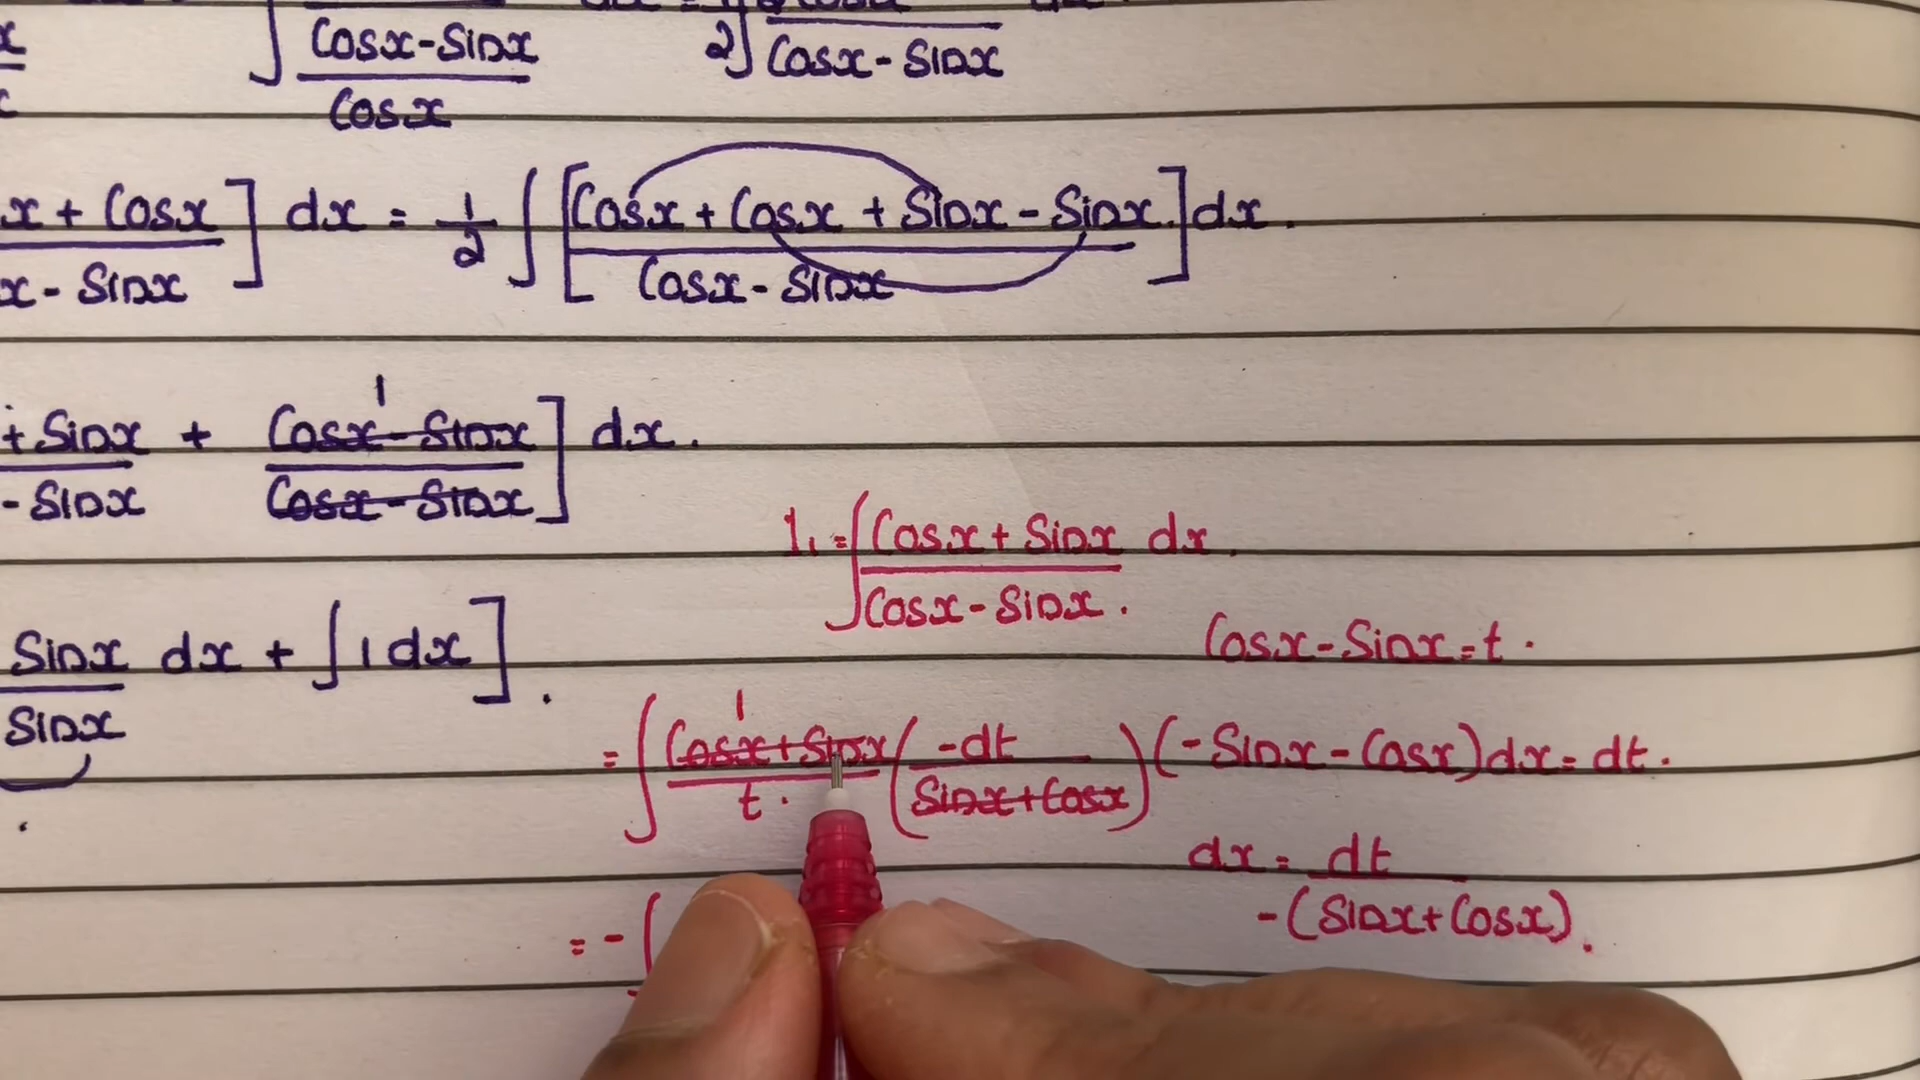 Cosx-Sinx
Cosx
2∫ Cosx - Sinx
x + Cosx] dx = 1/2 ∫ [Cosx + Cosx + Sinx - Sinx]dx.
x - Sinx
Cosx - Sinx
1
+ Sinx + Cosx - Sinx] dx.
- Sinx
Cosx - Sinx
I₁ = ∫ Cosx + Sinx dx.
Cosx - Sinx.
Cosx - Sinx = t.
Sinx dx + ∫ 1 dx].
Sinx
1
= ∫ Cosx + Sinx (-dt) (-Sinx - Cosx)dx = dt.
t.
Sinx + Cosx
dx = dt
-(Sinx + Cosx).
= - ∫